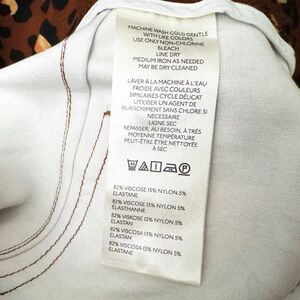 MACHINE WASH COLD GENTLE
WITH LIKE COLORS
USE ONLY NON-CHLORINE
BLEACH
LINE DRY
MEDIUM IRON AS NEEDED
MAY BE DRY CLEANED
LAVER À LA MACHINE À L'EAU
FROIDE AVEC COULEURS
SIMILAIRES CYCLE DÉLICAT
UTILISER UN AGENT DE
BLANCHIMENT SANS CHLORE SI
NÉCESSAIRE
LIGNE SEC
REPASSER, AU BESOIN, À TRÈS
MOYENNE TEMPÉRATURE
PEUT-ÊTRE ÊTRE NETTOYÉE
À SEC
P
82% VISCOSE 13% NYLON 5%
ELASTANE
82% VISCOSE 13% NYLON 5%
ÉLASTHANNE
82% VISKOSE 13% NYLON 5%
ELASTAN
82% VISCOSA 13% NYLON 5%
ELASTAN
82% VISCOSA 13% NYLON 5%
ELASTANE